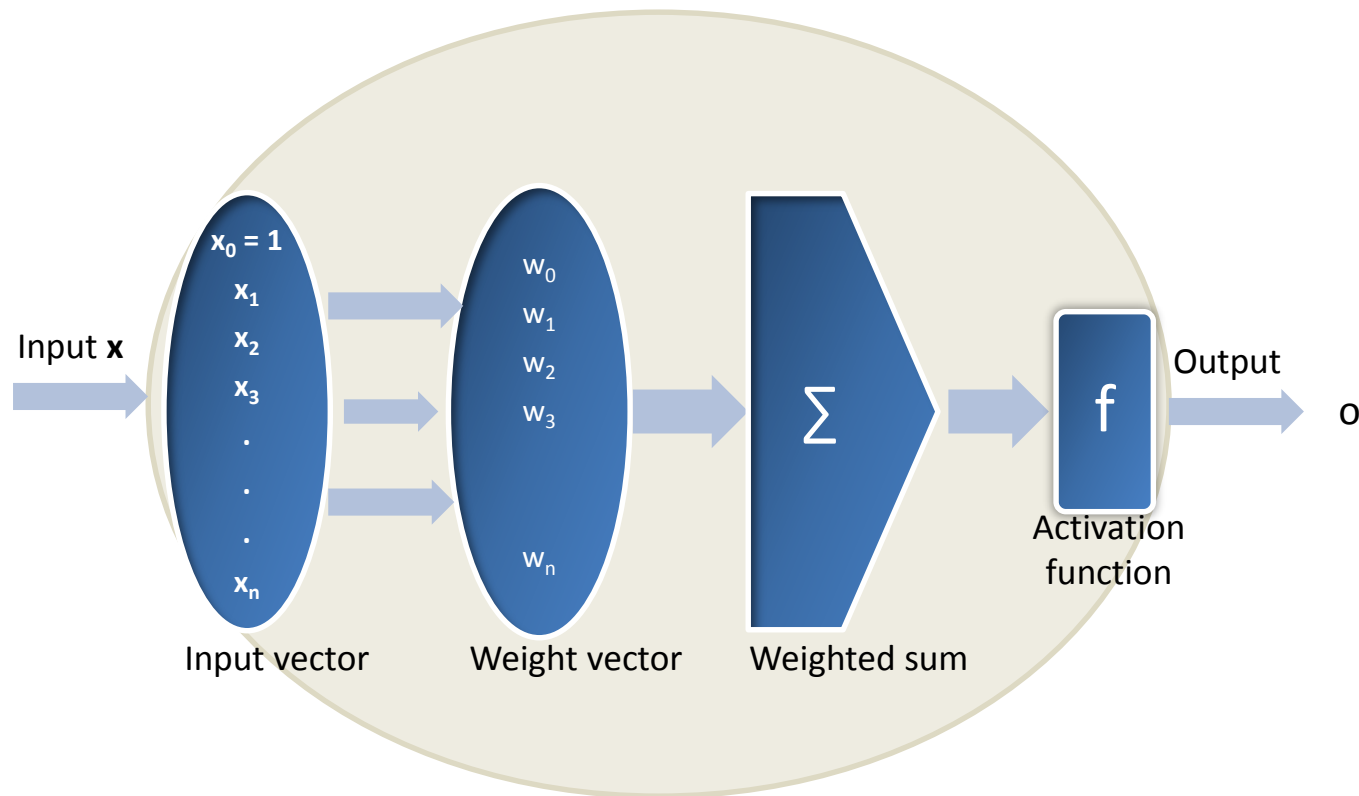 Input x
x₀ = 1
x₁
x₂
x₃
.
.
.
xₙ
Input vector
w₀
w₁
w₂
w₃
wₙ
Weight vector
∑
Weighted sum
f
Activation
function
Output
o